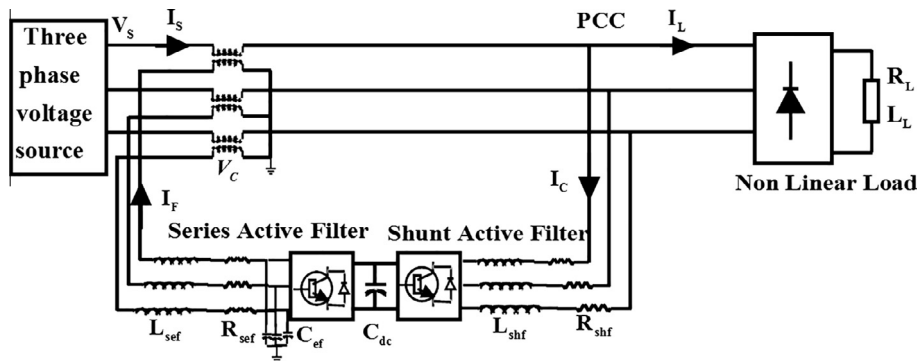 Three
phase
voltage
source
V_S
I_S
PCC
I_L
R_L
L_L
V_C
I_F
I_C
Non Linear Load
Series Active Filter
Shunt Active Filter
L_sef
R_sef
C_ef
C_dc
L_shf
R_shf